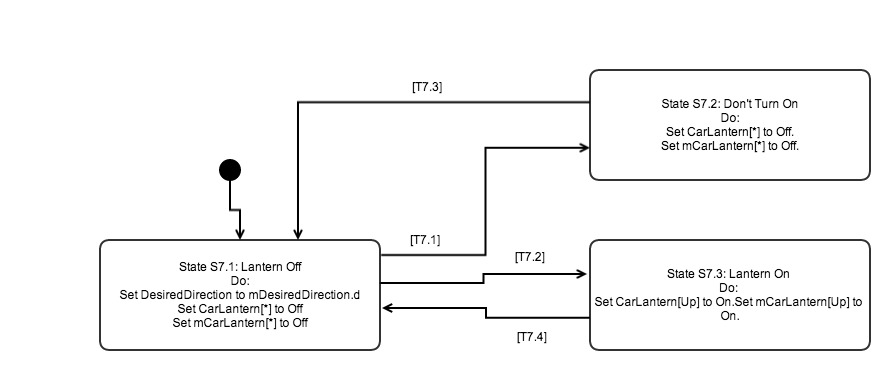 [T7.3]
State S7.2: Don't Turn On
Do:
Set CarLantern[*] to Off.
Set mCarLantern[*] to Off.
[T7.1]
[T7.2]
State S7.1: Lantern Off
Do:
Set DesiredDirection to mDesiredDirection.d
Set CarLantern[*] to Off
Set mCarLantern[*] to Off
State S7.3: Lantern On
Do:
Set CarLantern[Up] to On.Set mCarLantern[Up] to
On.
[T7.4]